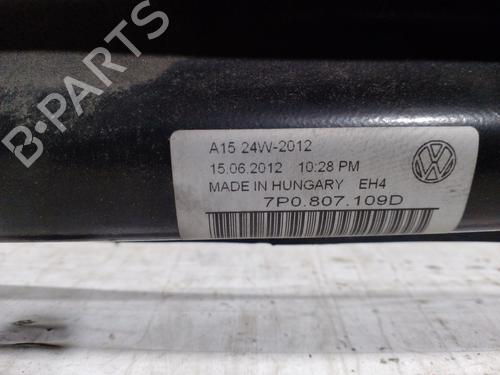 B-PARTS
A15 24W-2012
15.06.2012 10:28 PM
MADE IN HUNGARY EH4
7P0.807.109D